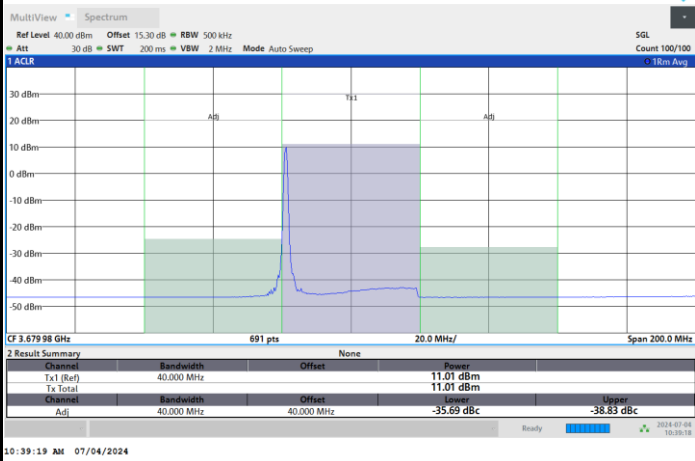 MultiView Spectrum
Ref Level 40.00 dBm Offset 15.30 dB RBW 500 kHz SGL
Att 30 dB SWT 200 ms VBW 2 MHz Mode Auto Sweep Count 100/100
1 ACLR 1Rm Avg
30 dBm
Tx1
20 dBm
Adj Adj
10 dBm
0 dBm
-10 dBm
-20 dBm
-30 dBm
-40 dBm
-50 dBm
CF 3.67998 GHz 691 pts 20.0 MHz/ Span 200.0 MHz
2 Result Summary None
Channel Bandwidth Offset Power
Tx1 (Ref) 40.000 MHz 11.01 dBm
Tx Total 11.01 dBm
Channel Bandwidth Offset Lower Upper
Adj 40.000 MHz 40.000 MHz -35.69 dBc -38.83 dBc
Ready 2024-07-04
10:39:18
10:39:19 AM 07/04/2024